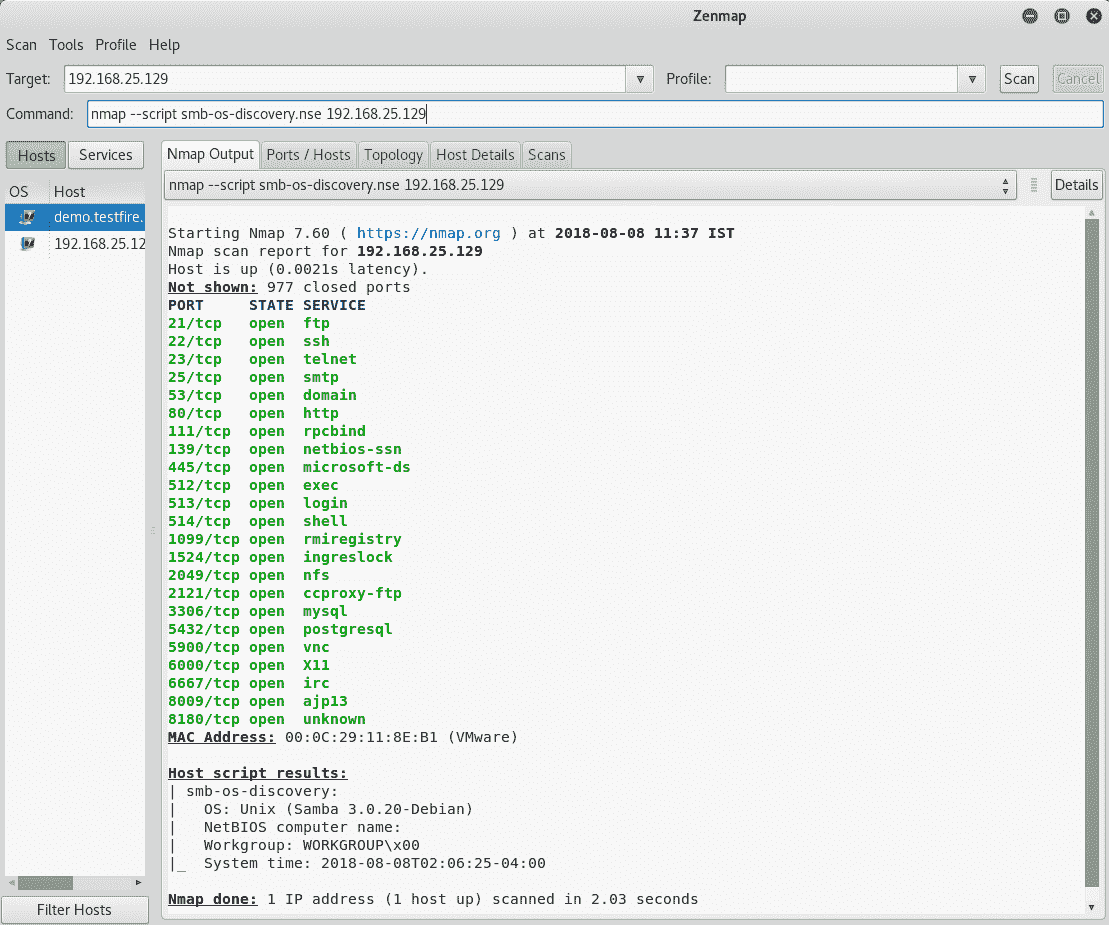 Zenmap
Scan Tools Profile Help
Target: 192.168.25.129 Profile: Scan Cancel
Command: nmap --script smb-os-discovery.nse 192.168.25.129
Hosts Services
OS Host
demo.testfire.
192.168.25.12
Filter Hosts
Nmap Output Ports / Hosts Topology Host Details Scans
nmap --script smb-os-discovery.nse 192.168.25.129 Details
Starting Nmap 7.60 ( https://nmap.org ) at 2018-08-08 11:37 IST
Nmap scan report for 192.168.25.129
Host is up (0.0021s latency).
Not shown: 977 closed ports
PORT     STATE SERVICE
21/tcp   open  ftp
22/tcp   open  ssh
23/tcp   open  telnet
25/tcp   open  smtp
53/tcp   open  domain
80/tcp   open  http
111/tcp  open  rpcbind
139/tcp  open  netbios-ssn
445/tcp  open  microsoft-ds
512/tcp  open  exec
513/tcp  open  login
514/tcp  open  shell
1099/tcp open  rmiregistry
1524/tcp open  ingreslock
2049/tcp open  nfs
2121/tcp open  ccproxy-ftp
3306/tcp open  mysql
5432/tcp open  postgresql
5900/tcp open  vnc
6000/tcp open  X11
6667/tcp open  irc
8009/tcp open  ajp13
8180/tcp open  unknown
MAC Address: 00:0C:29:11:8E:B1 (VMware)
Host script results:
| smb-os-discovery:
|   OS: Unix (Samba 3.0.20-Debian)
|   NetBIOS computer name:
|   Workgroup: WORKGROUP\x00
|_  System time: 2018-08-08T02:06:25-04:00
Nmap done: 1 IP address (1 host up) scanned in 2.03 seconds